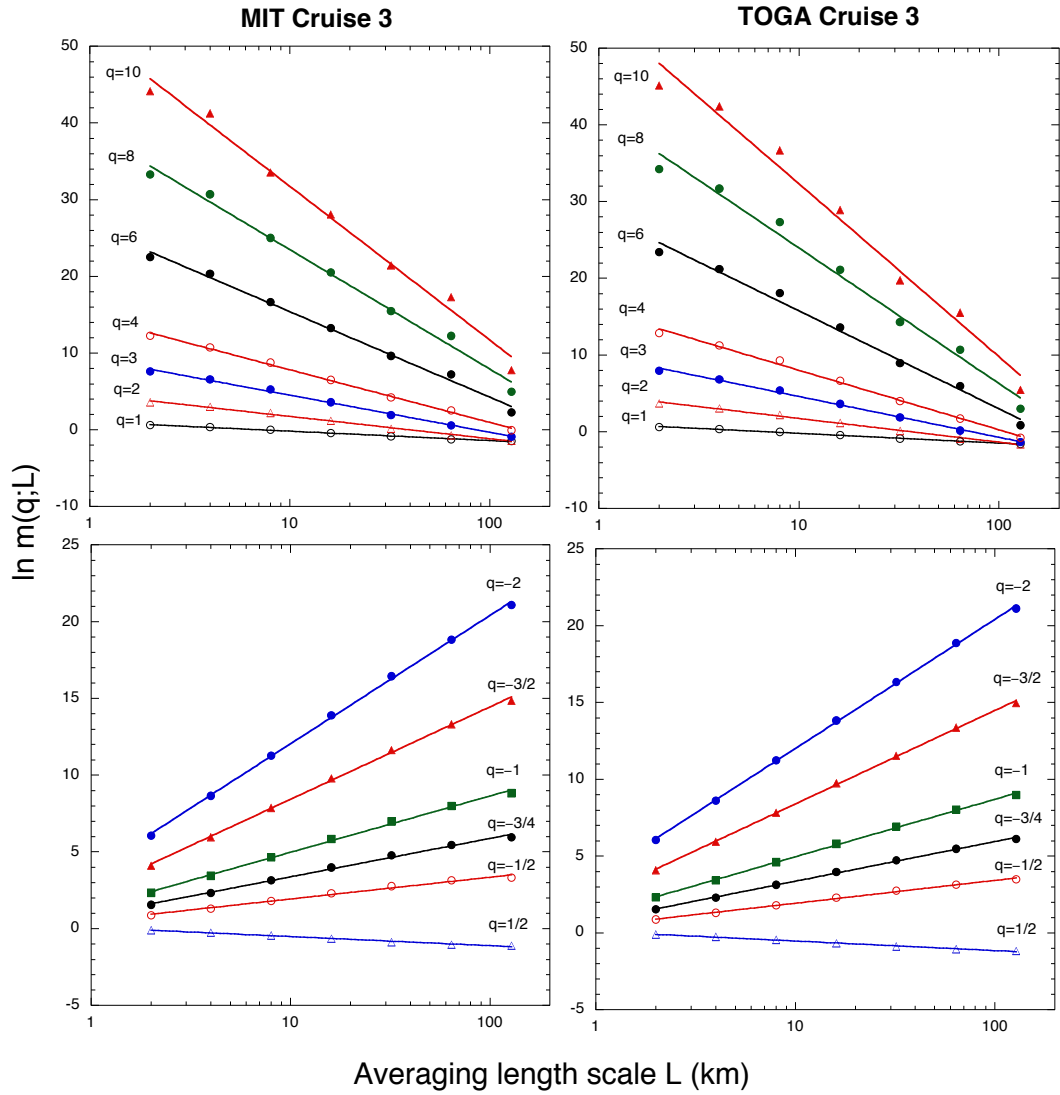 MIT Cruise 3
TOGA Cruise 3
ln m(q;L)
50
40
30
20
10
0
-10
1
10
100
q=10
q=8
q=6
q=4
q=3
q=2
q=1
50
40
30
20
10
0
-10
1
10
100
q=10
q=8
q=6
q=4
q=3
q=2
q=1
25
20
15
10
5
0
-5
1
10
100
q=-2
q=-3/2
q=-1
q=-3/4
q=-1/2
q=1/2
25
20
15
10
5
0
-5
1
10
100
q=-2
q=-3/2
q=-1
q=-3/4
q=-1/2
q=1/2
Averaging length scale L (km)